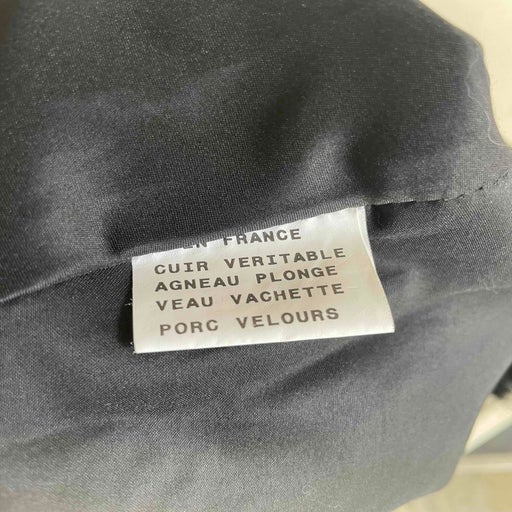 EN FRANCE
CUIR VERITABLE
AGNEAU PLONGE
VEAU VACHETTE
PORC VELOURS